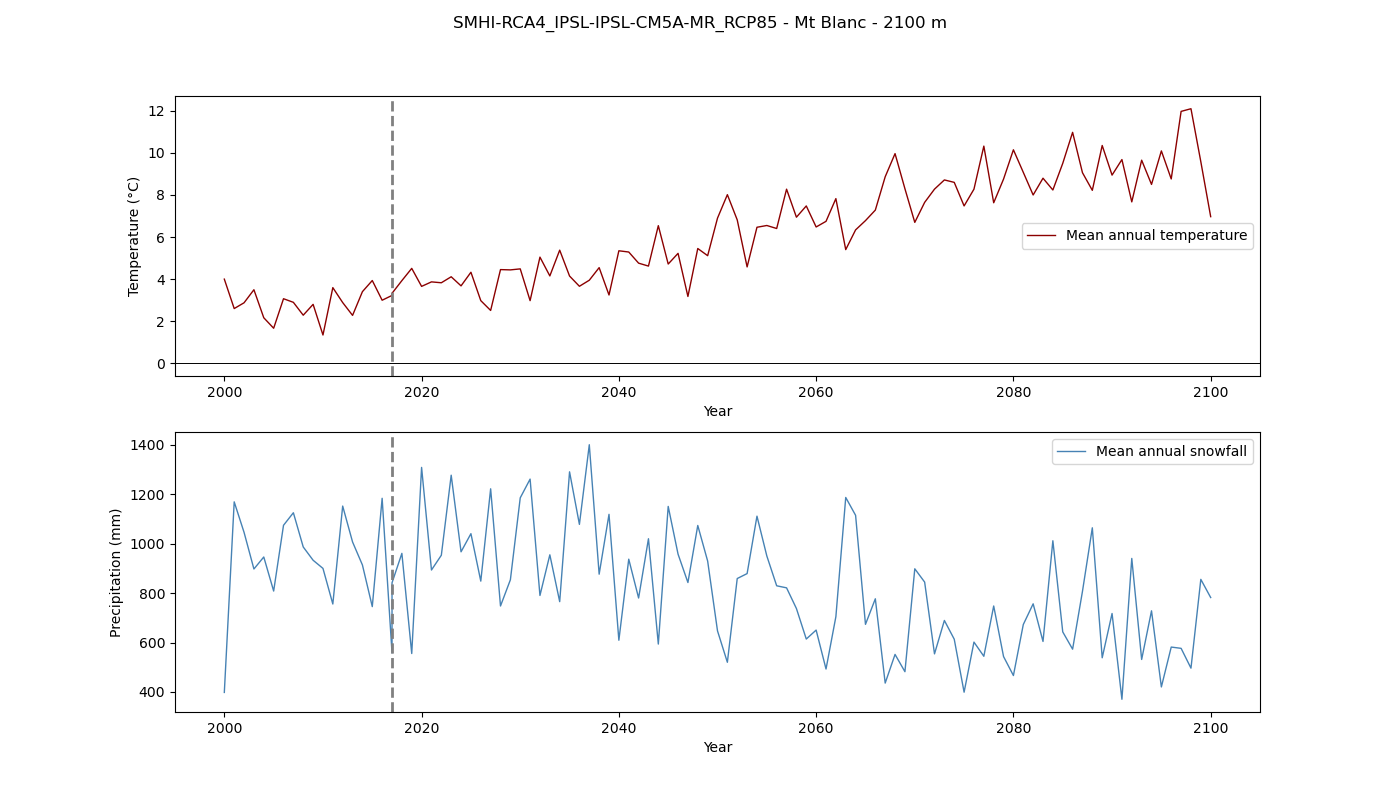 SMHI-RCA4_IPSL-IPSL-CM5A-MR_RCP85 - Mt Blanc - 2100 m
12
10
8
6
4
2
0
Temperature (°C)
Mean annual temperature
2000 2020 2040 2060 2080 2100
Year
1400
1200
1000
800
600
400
Precipitation (mm)
Mean annual snowfall
2000 2020 2040 2060 2080 2100
Year